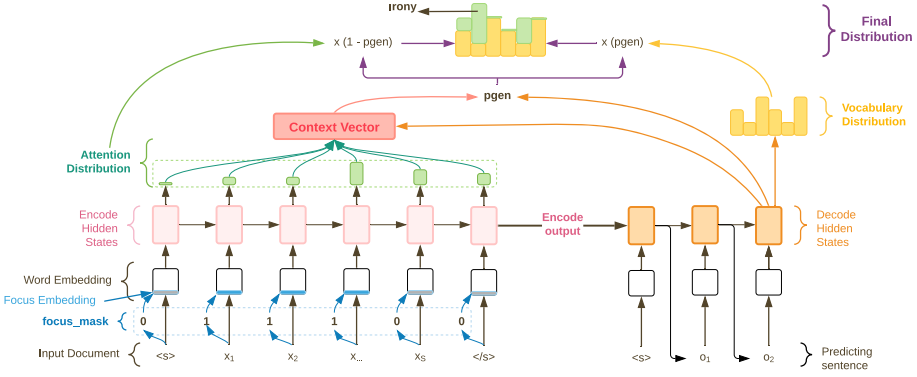 Irony
Final
Distribution
x (1 - pgen)
x (pgen)
pgen
Context Vector
Vocabulary
Distribution
Attention
Distribution
Encode
Hidden
States
Encode
output
Decode
Hidden
States
Word Embedding
Focus Embedding
focus_mask
0 1 1 1 0 0
Input Document
<s> x1 x2 x... xS </s>
<s> o1 o2
Predicting
sentence